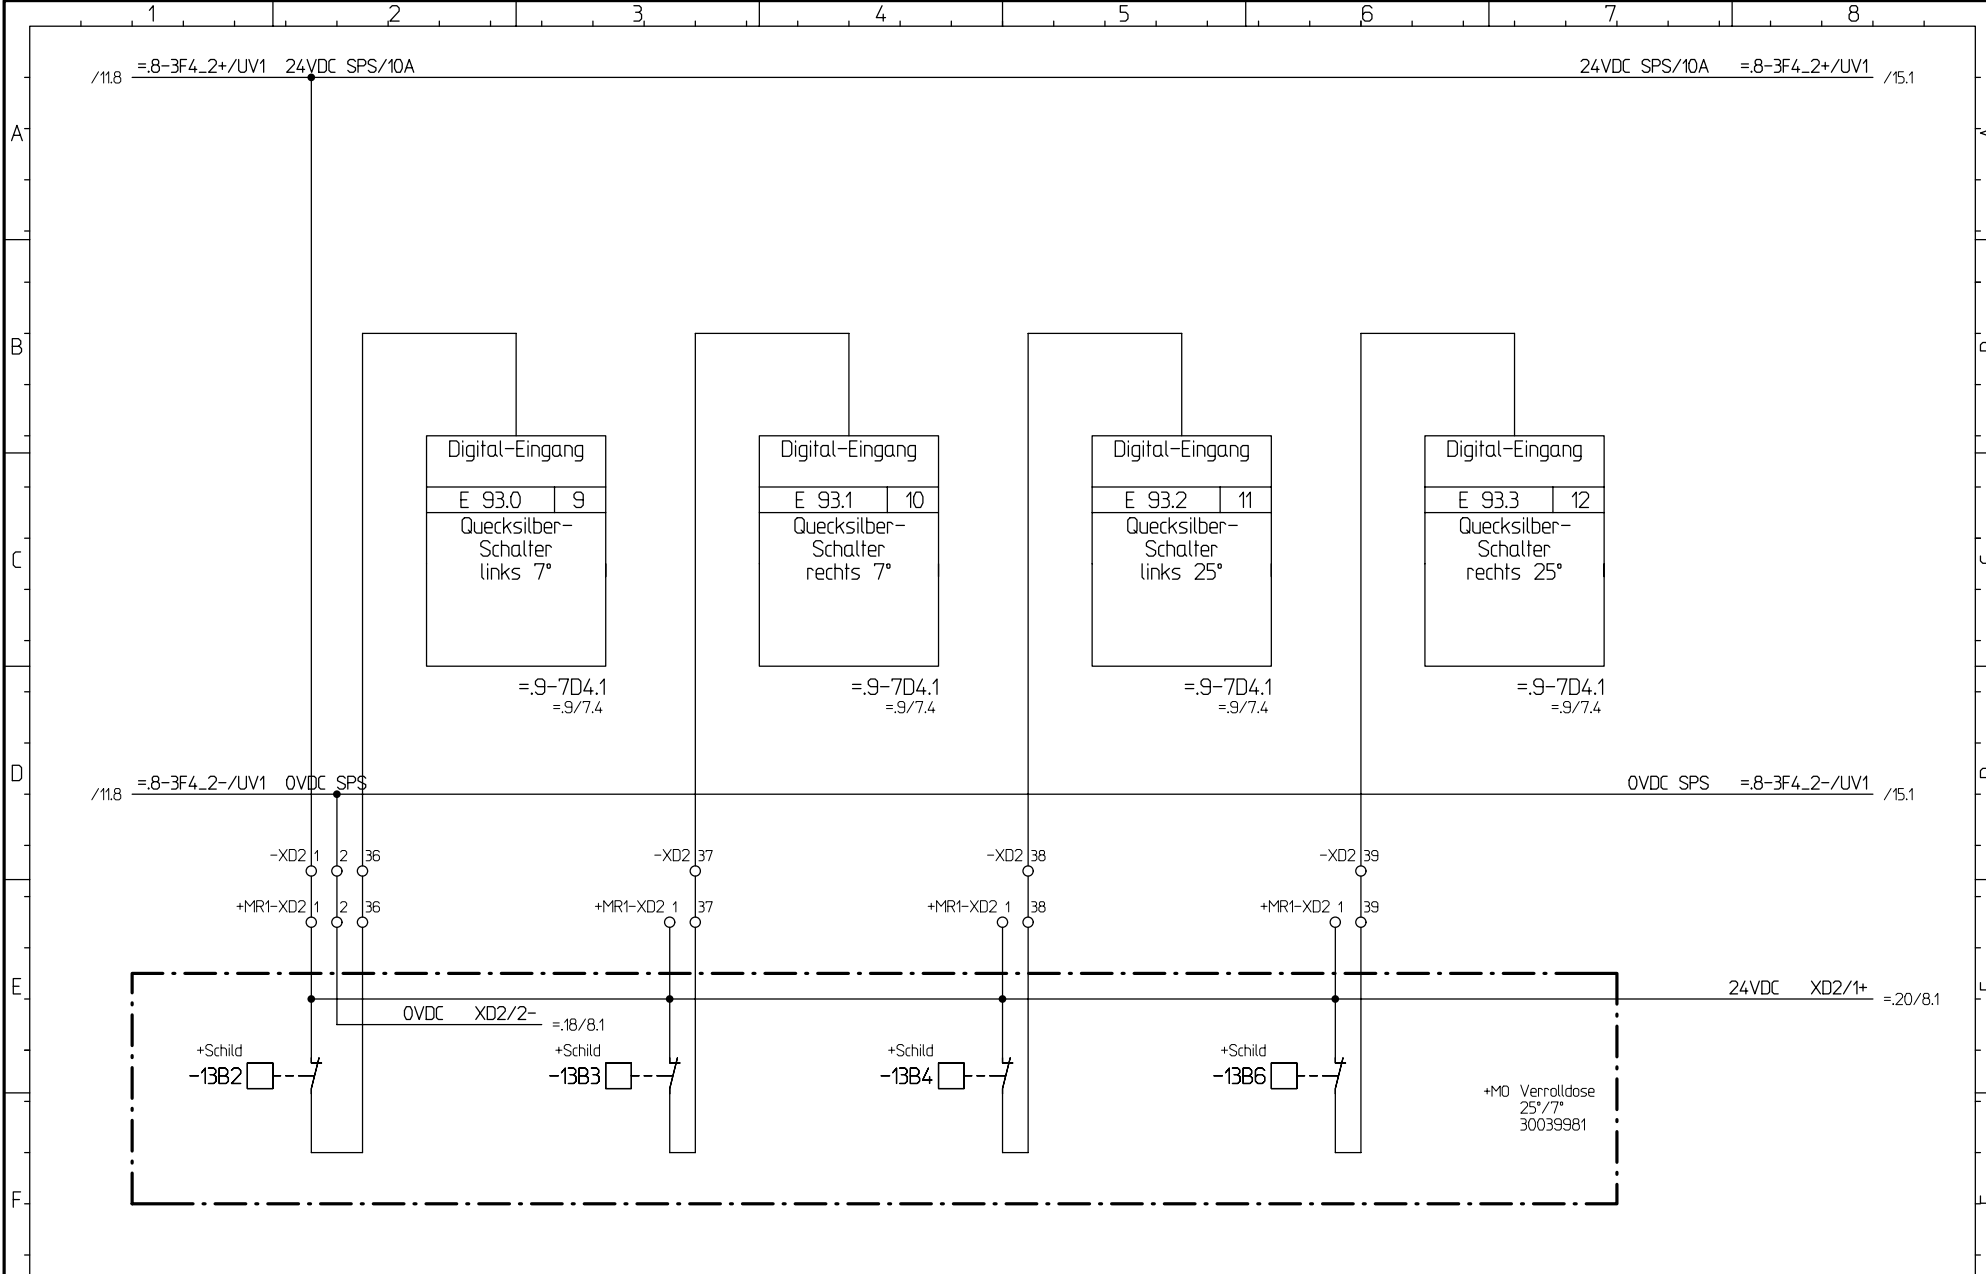 1 2 3 4 5 6 7 8
/11.8 =.8-3F4_2+/UV1 24VDC SPS/10A 24VDC SPS/10A =.8-3F4_2+/UV1 /15.1
A
B
Digital-Eingang Digital-Eingang Digital-Eingang Digital-Eingang
E 93.0 9 E 93.1 10 E 93.2 11 E 93.3 12
Quecksilber- Quecksilber- Quecksilber- Quecksilber-
Schalter Schalter Schalter Schalter
links 7° rechts 7° links 25° rechts 25°
C
=.9-7D4.1 =.9-7D4.1 =.9-7D4.1 =.9-7D4.1
=.9/7.4 =.9/7.4 =.9/7.4 =.9/7.4
D
/11.8 =.8-3F4_2-/UV1 0VDC SPS 0VDC SPS =.8-3F4_2-/UV1 /15.1
-XD2 1 2 36 -XD2 37 -XD2 38 -XD2 39
+MR1-XD2 1 2 36 +MR1-XD2 1 37 +MR1-XD2 1 38 +MR1-XD2 1 39
E
24VDC XD2/1+ =.20/8.1
0VDC XD2/2- =.18/8.1
+Schild +Schild +Schild +Schild
-13B2 -13B3 -13B4 -13B6
+M0 Verrolldose
25°/7°
30039981
F